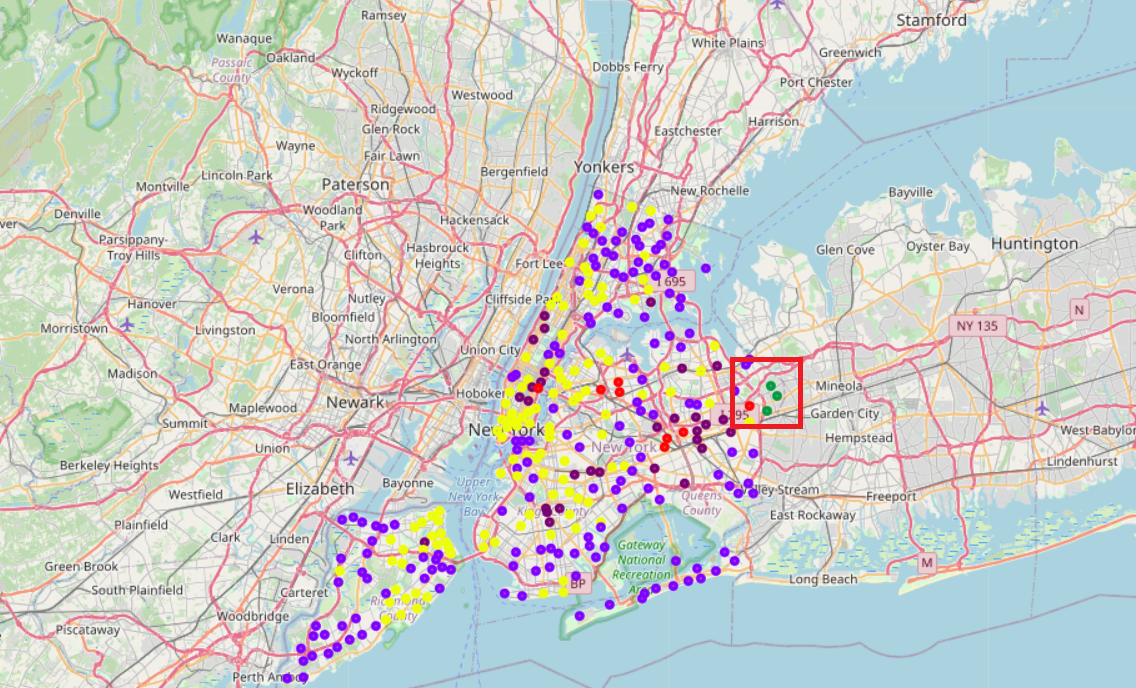 Ramsey
Stamford
Wanaque
Oakland
White Plains
Greenwich
Passaic
County
Wyckoff
Dobbs Ferry
Port Chester
Westwood
Ridgewood
Harrison
Glen Rock
Eastchester
Wayne
Fair Lawn
Yonkers
Lincoln Park
Bergenfield
Montville
Paterson
New Rochelle
Bayville
Denville
Woodland
Park
Hackensack
Parsippany-
Troy Hills
Hasbrouck
Heights
Clifton
Fort Lee
Glen Cove
Oyster Bay
Huntington
I 695
Verona
Nutley
Hanover
Bloomfield
Cliffside Park
N
Morristown
Livingston
North Arlington
NY 135
Union City
East Orange
Madison
Mineola
Newark
Hoboken
Maplewood
295
Garden City
Summit
New York
West Babylon
Hempstead
Union
New York
Berkeley Heights
Lindenhurst
Elizabeth
Bayonne
Upper
New York
Bay
Westfield
Queens
County
Valley Stream
Freeport
Kings County
East Rockaway
Plainfield
Clark
Linden
Gateway
National
Recreation
Area
Green Brook
M
Long Beach
BP
South Plainfield
Carteret
Richmond
County
Woodbridge
Piscataway
Perth Amboy